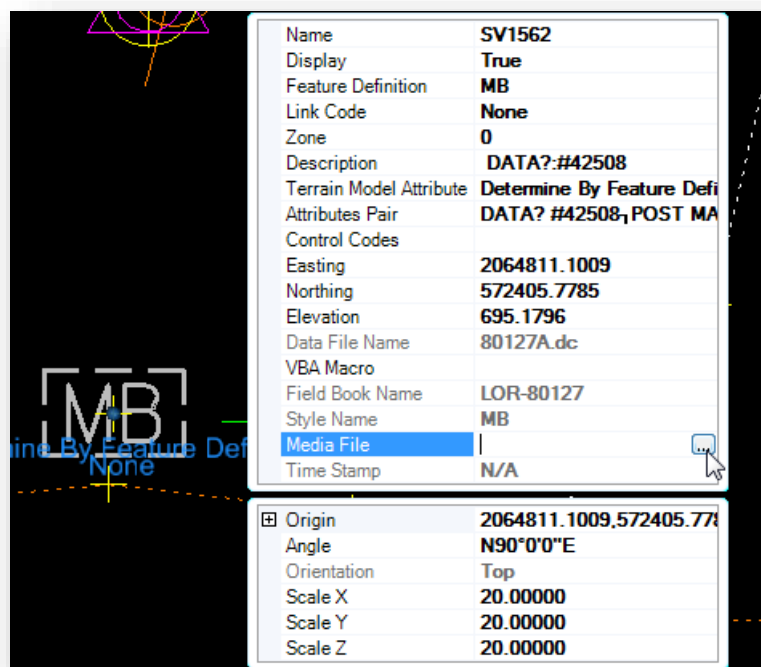 Name SV1562
Display True
Feature Definition MB
Link Code None
Zone 0
Description DATA?:#42508
Terrain Model Attribute Determine By Feature Defi
Attributes Pair DATA? #42508┐POST MA
Control Codes
Easting 2064811.1009
Northing 572405.7785
Elevation 695.1796
Data File Name 80127A.dc
VBA Macro
Field Book Name LOR-80127
Style Name MB
Media File ...
Time Stamp N/A
MB
ine By Feature Def
None
Origin 2064811.1009,572405.778
Angle N90°0'0"E
Orientation Top
Scale X 20.00000
Scale Y 20.00000
Scale Z 20.00000